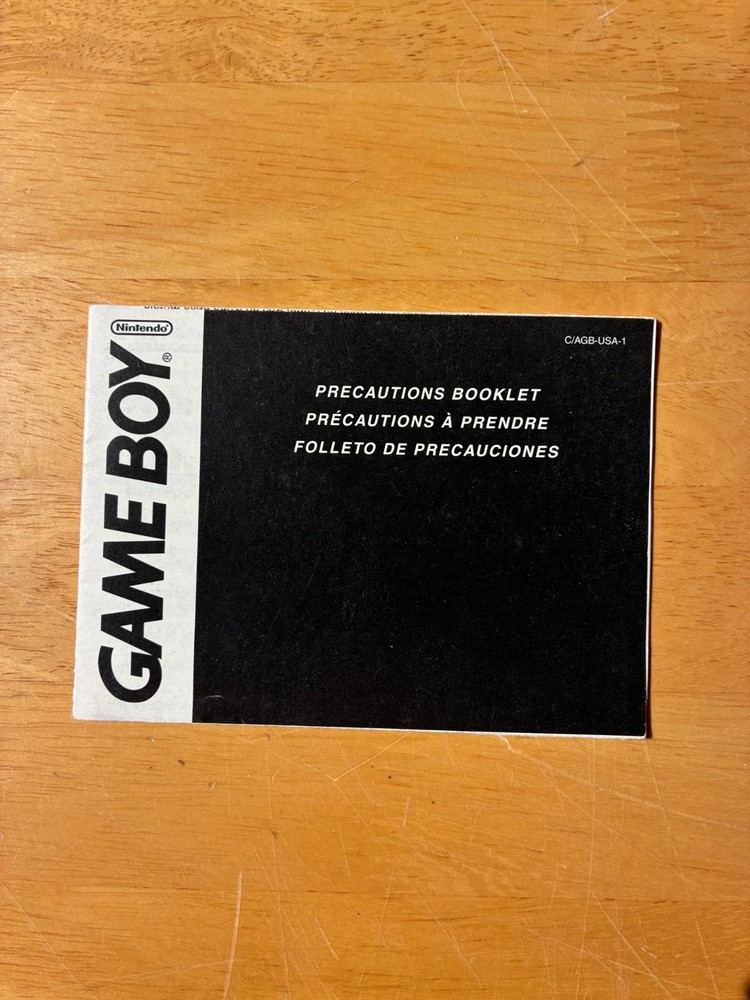 Nintendo®
GAME BOY®
C/AGB-USA-1
PRECAUTIONS BOOKLET
PRÉCAUTIONS À PRENDRE
FOLLETO DE PRECAUCIONES